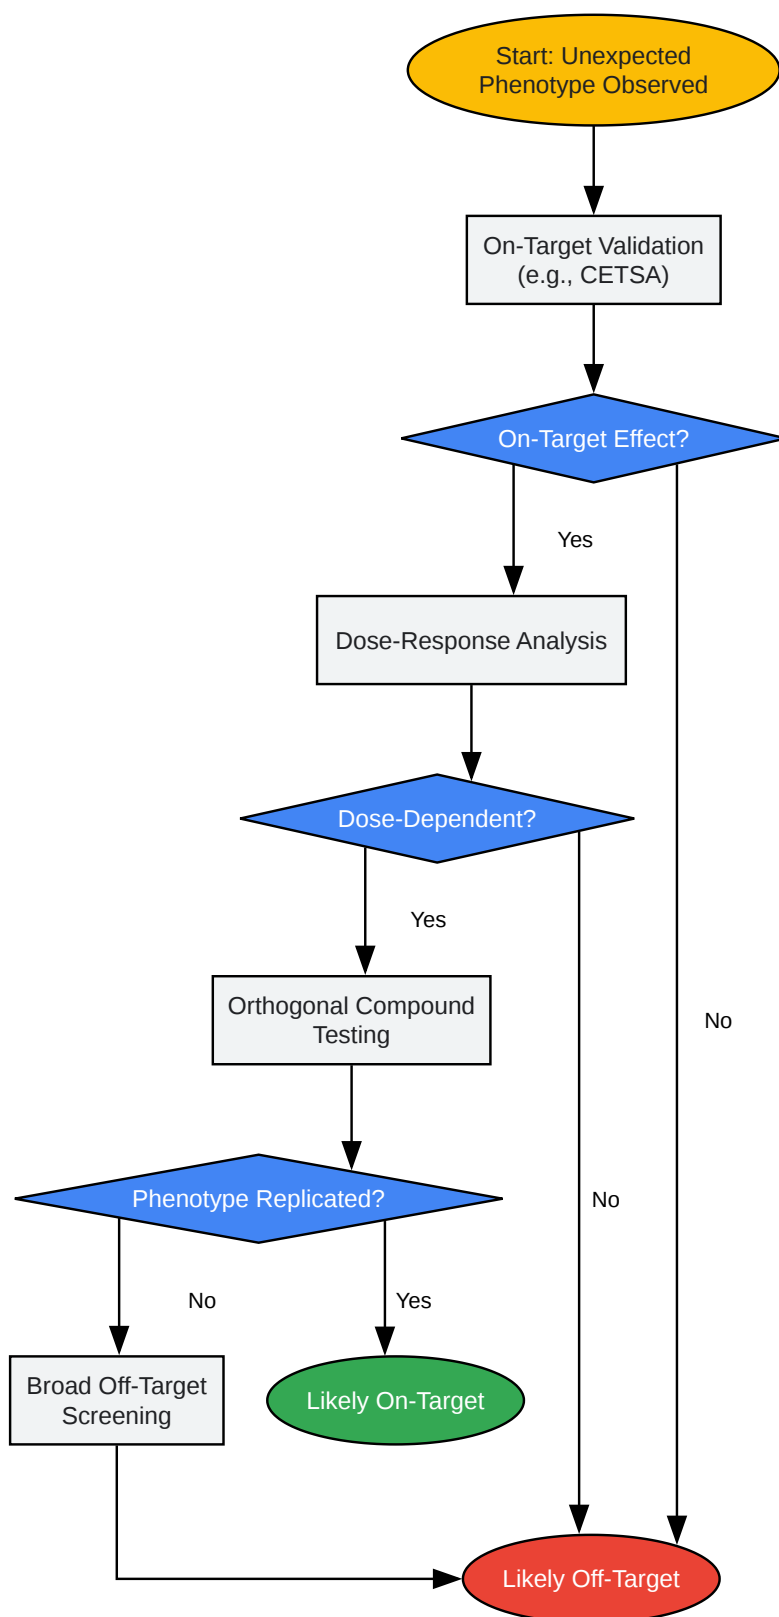 Start: Unexpected
Phenotype Observed
On-Target Validation
(e.g., CETSA)
On-Target Effect?
Yes
Dose-Response Analysis
Dose-Dependent?
Yes
Orthogonal Compound
Testing
No
Phenotype Replicated?
No
No
Yes
Broad Off-Target
Screening
Likely On-Target
Likely Off-Target